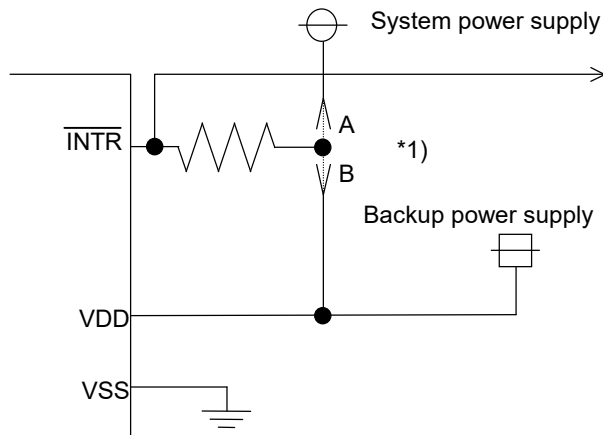 System power supply
A
INTR
*1)
B
Backup power supply
VDD
VSS